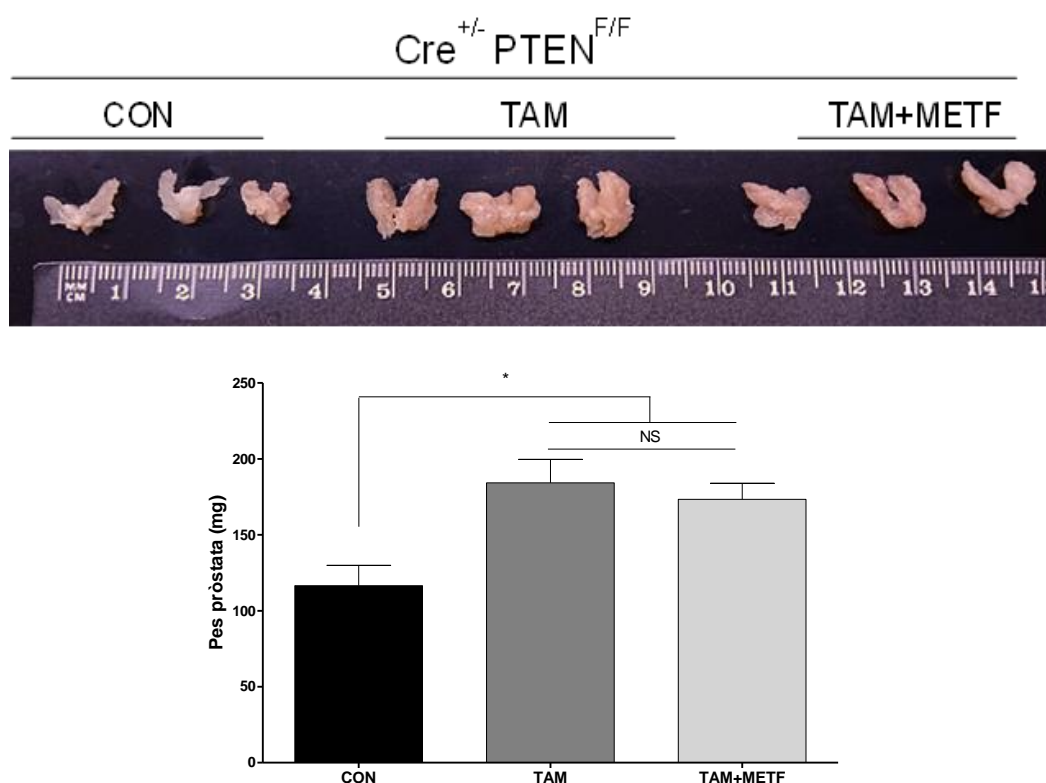 Cre+/- PTENF/F
CON TAM TAM+METF
MM
CM 1 2 3 4 5 6 7 8 9 10 11 12 13 14 1
*
250
NS
200
150
100
50
0
Pes pròstata (mg)
CON TAM TAM+METF